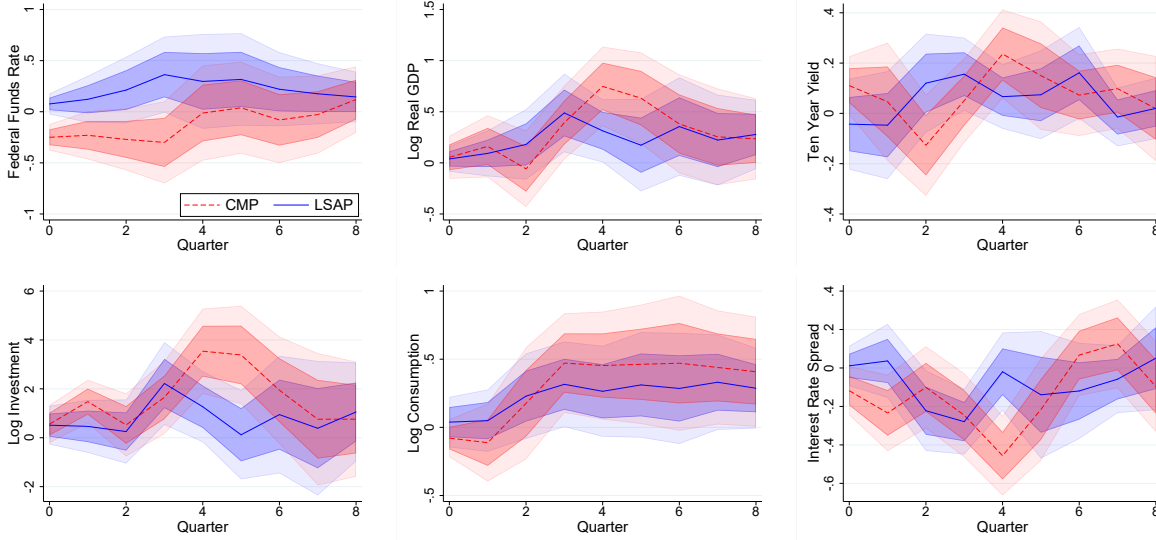 Federal Funds Rate
1
.5
0
-.5
-1
0 2 4 6 8
Quarter
CMP LSAP
Log Real GDP
1.5
1
.5
0
-.5
0 2 4 6 8
Quarter
Ten Year Yield
.4
.2
0
-.2
-.4
0 2 4 6 8
Quarter
Log Investment
6
4
2
0
-2
0 2 4 6 8
Quarter
Log Consumption
1
.5
0
-.5
0 2 4 6 8
Quarter
Interest Rate Spread
.4
.2
0
-.2
-.4
-.6
0 2 4 6 8
Quarter